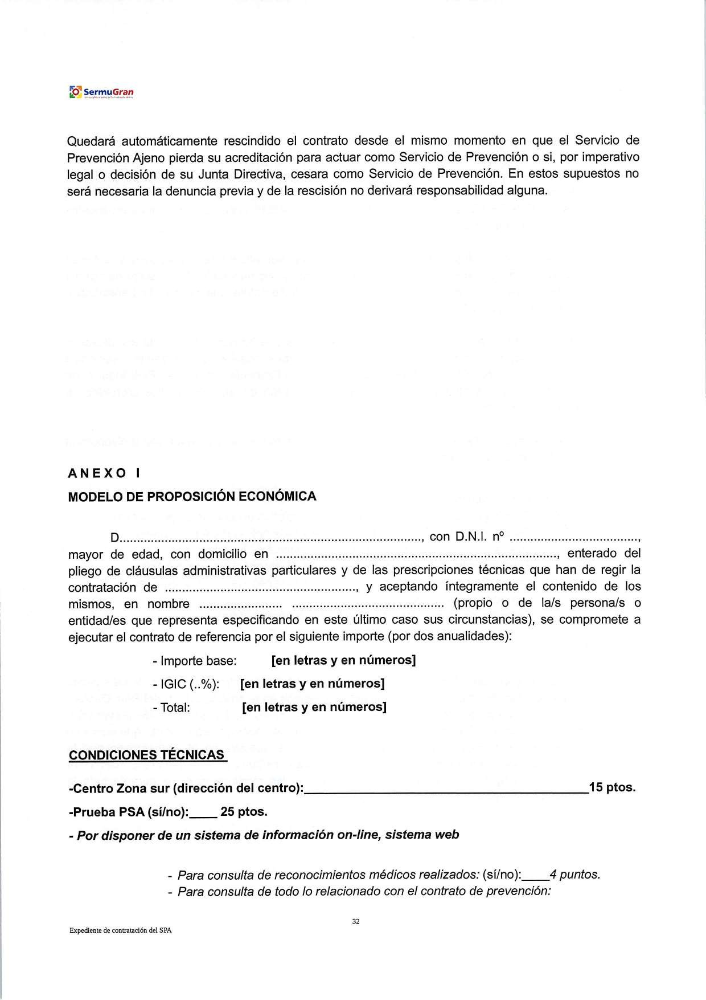 SermuGran
Quedará automáticamente rescindido el contrato desde el mismo momento en que el Servicio de
Prevención Ajeno pierda su acreditación para actuar como Servicio de Prevención o si, por imperativo
legal o decisión de su Junta Directiva, cesara como Servicio de Prevención. En estos supuestos no
será necesaria la denuncia previa y de la rescisión no derivará responsabilidad alguna.
A N E X O   I
MODELO DE PROPOSICIÓN ECONÓMICA
D......................................................................................., con D.N.I. nº .....................................,
mayor de edad, con domicilio en ................................................................................., enterado del
pliego de cláusulas administrativas particulares y de las prescripciones técnicas que han de regir la
contratación de ......................................................., y aceptando íntegramente el contenido de los
mismos, en nombre ........................ ............................................ (propio o de la/s persona/s o
entidad/es que representa especificando en este último caso sus circunstancias), se compromete a
ejecutar el contrato de referencia por el siguiente importe (por dos anualidades):
- Importe base: [en letras y en números]
- IGIC (..%): [en letras y en números]
- Total: [en letras y en números]
CONDICIONES TÉCNICAS
-Centro Zona sur (dirección del centro):_________________________________________15 ptos.
-Prueba PSA (sí/no):____ 25 ptos.
- Por disponer de un sistema de información on-line, sistema web
- Para consulta de reconocimientos médicos realizados: (sí/no):____4 puntos.
- Para consulta de todo lo relacionado con el contrato de prevención:
32
Expediente de contratación del SPA